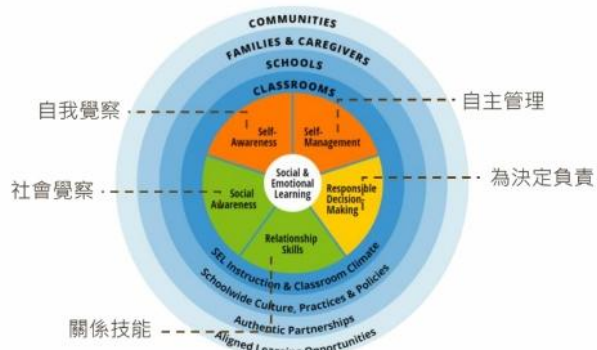 COMMUNITIES
FAMILIES & CAREGIVERS
SCHOOLS
CLASSROOMS
自我覺察
自主管理
Self-
Awareness
Self-
Management
社會覺察
Social
Awareness
Social &
Emotional
Learning
Responsible
Decision-
Making
為決定負責
Relationship
Skills
關係技能
SEL Instruction & Classroom Climate
Schoolwide Culture, Practices & Policies
Authentic Partnerships
Aligned Learning Opportunities